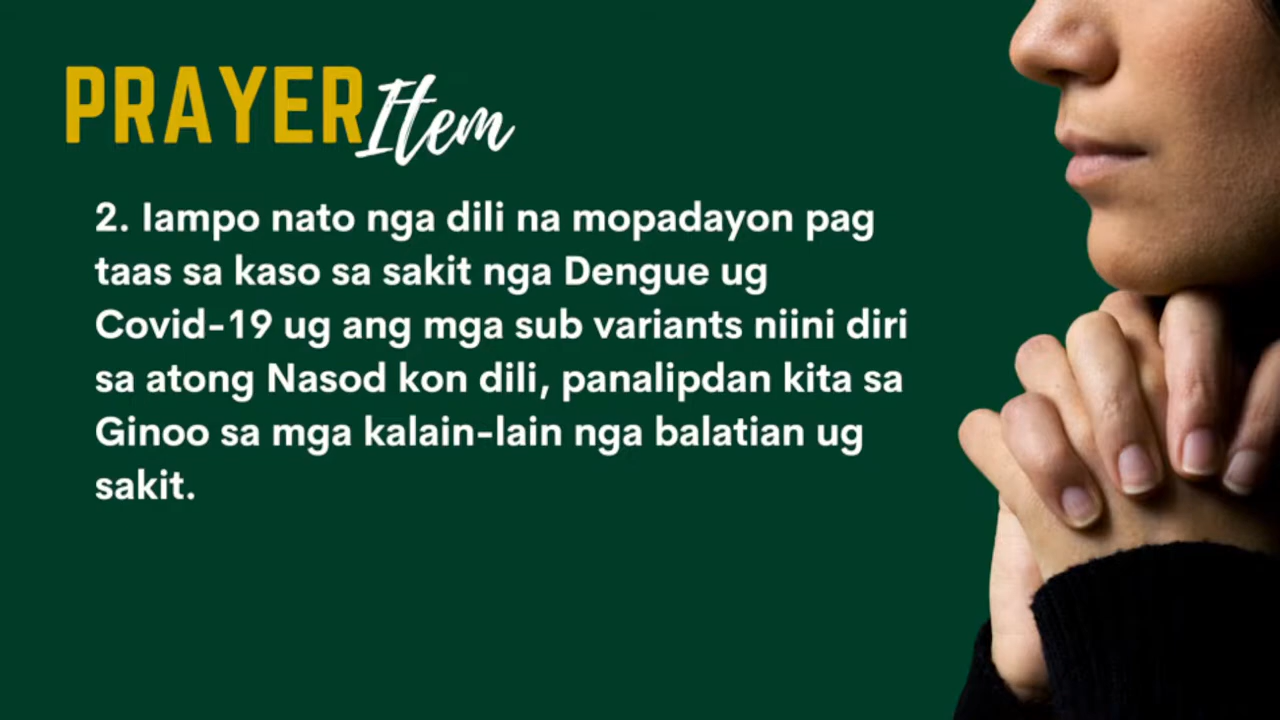 PRAYER Item
2. Iampo nato nga dili na mopadayon pag
taas sa kaso sa sakit nga Dengue ug
Covid-19 ug ang mga sub variants niini diri
sa atong Nasod kon dili, panalipdan kita sa
Ginoo sa mga kalain-lain nga balatian ug
sakit.